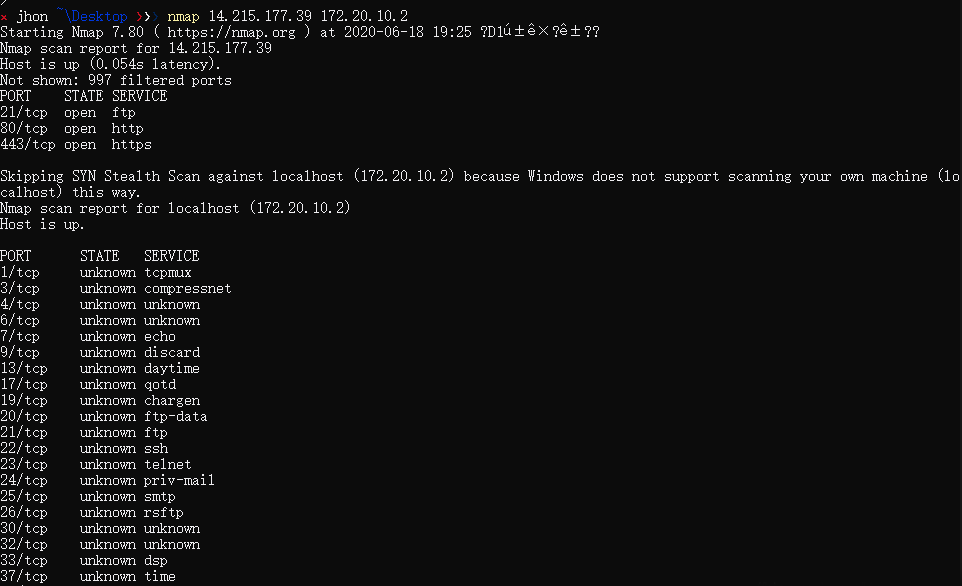 × jhon ~\Desktop ❯❯❯ nmap 14.215.177.39 172.20.10.2
Starting Nmap 7.80 ( https://nmap.org ) at 2020-06-18 19:25 ?D1ú±ê×?ê±??
Nmap scan report for 14.215.177.39
Host is up (0.054s latency).
Not shown: 997 filtered ports
PORT    STATE SERVICE
21/tcp  open  ftp
80/tcp  open  http
443/tcp open  https
Skipping SYN Stealth Scan against localhost (172.20.10.2) because Windows does not support scanning your own machine (lo
calhost) this way.
Nmap scan report for localhost (172.20.10.2)
Host is up.
PORT      STATE   SERVICE
1/tcp     unknown tcpmux
3/tcp     unknown compressnet
4/tcp     unknown unknown
6/tcp     unknown unknown
7/tcp     unknown echo
9/tcp     unknown discard
13/tcp    unknown daytime
17/tcp    unknown qotd
19/tcp    unknown chargen
20/tcp    unknown ftp-data
21/tcp    unknown ftp
22/tcp    unknown ssh
23/tcp    unknown telnet
24/tcp    unknown priv-mail
25/tcp    unknown smtp
26/tcp    unknown rsftp
30/tcp    unknown unknown
32/tcp    unknown unknown
33/tcp    unknown dsp
37/tcp    unknown time